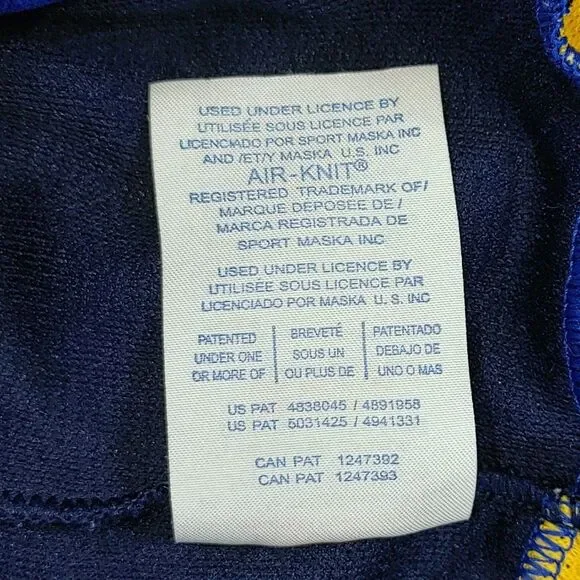 USED UNDER LICENCE BY
UTILISÉE SOUS LICENCE PAR
LICENCIADO POR SPORT MASKA INC
AND /ET/Y MASKA U.S. INC
AIR-KNIT®
REGISTERED TRADEMARK OF/
MARQUE DEPOSEE DE /
MARCA REGISTRADA DE
SPORT MASKA INC
USED UNDER LICENCE BY
UTILISÉE SOUS LICENCE PAR
LICENCIADO POR MASKA U. S. INC
PATENTED BREVETÉ PATENTADO
UNDER ONE SOUS UN DEBAJO DE
OR MORE OF OU PLUS DE UNO O MAS
US PAT 4838045 / 4891958
US PAT 5031425 / 4941331
CAN PAT 1247392
CAN PAT 1247393